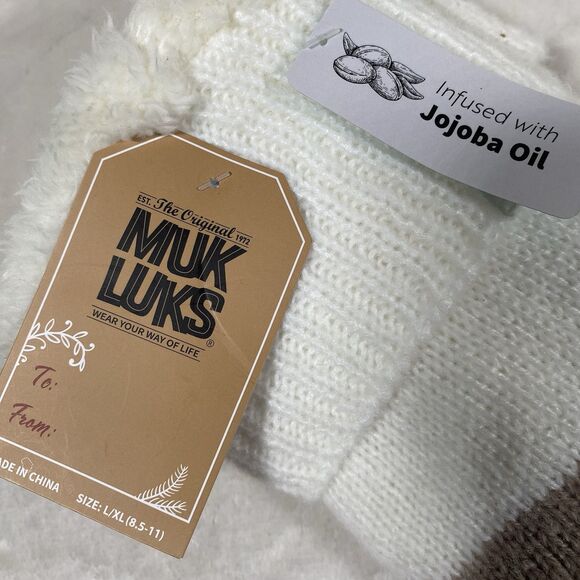 Infused with
Jojoba Oil
EST. The Original 1972
MUK
LUKS®
WEAR YOUR WAY OF LIFE
To:
From:
ADE IN CHINA
SIZE: L/XL (8.5-11)